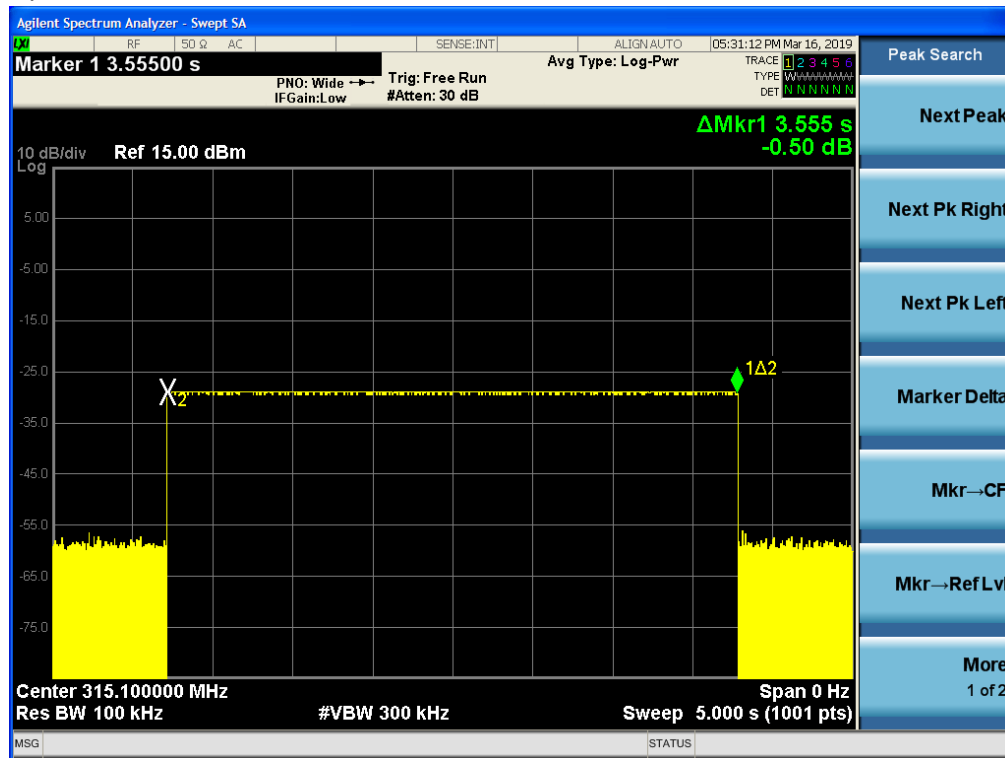 Agilent Spectrum Analyzer - Swept SA
LXI RF 50 Ω AC SENSE:INT ALIGN AUTO 05:31:12 PM Mar 16, 2019
Marker 1 3.55500 s
PNO: Wide
IFGain:Low
Trig: Free Run
#Atten: 30 dB
Avg Type: Log-Pwr
TRACE 1 2 3 4 5 6
TYPE WWWWWW
DET N N N N N N
Peak Search
ΔMkr1 3.555 s
-0.50 dB
10 dB/div Ref 15.00 dBm
Log
5.00
-5.00
-15.0
-25.0
-35.0
-45.0
-55.0
-65.0
-75.0
2
1Δ2
Center 315.100000 MHz Span 0 Hz
Res BW 100 kHz #VBW 300 kHz Sweep 5.000 s (1001 pts)
MSG STATUS
Next Peak
Next Pk Right
Next Pk Left
Marker Delta
Mkr→CF
Mkr→Ref Lvl
More
1 of 2